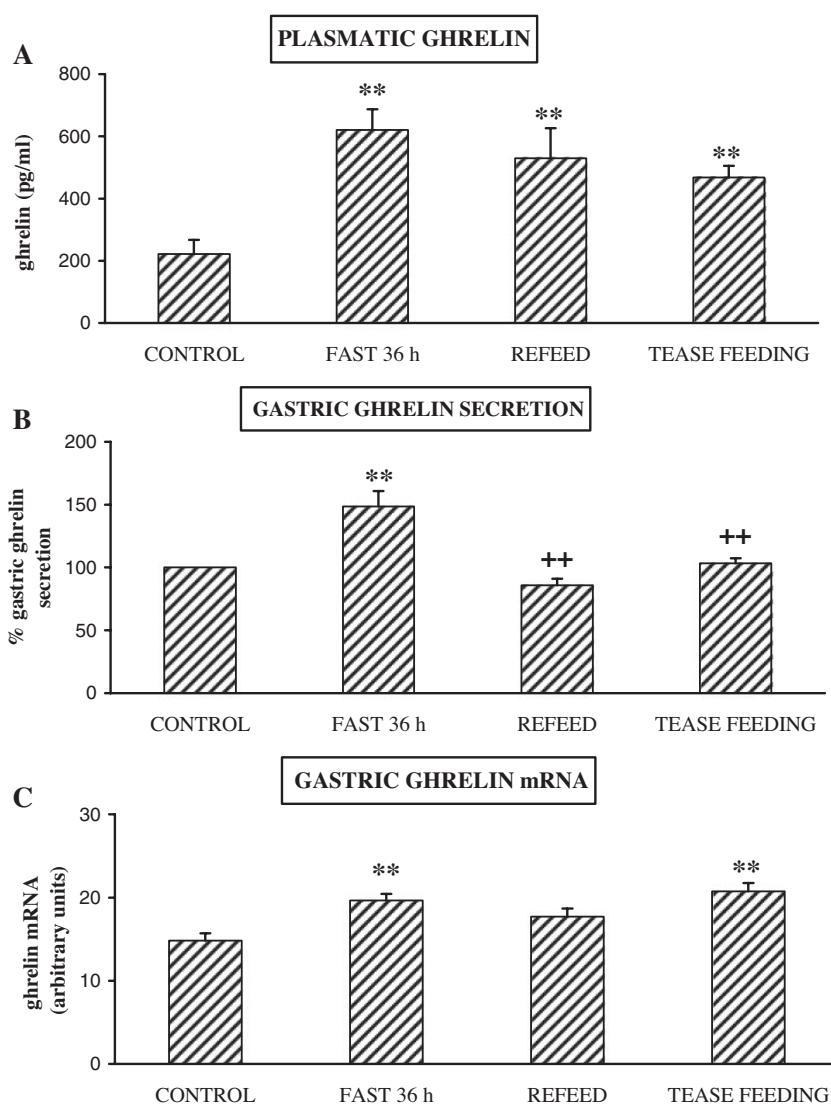 PLASMATIC GHRELIN
A
800
600
400
200
0
ghrelin (pg/ml)
**
**
**
CONTROL FAST 36 h REFEED TEASE FEEDING
GASTRIC GHRELIN SECRETION
B
200
150
100
50
0
% gastric ghrelin
secretion
**
++
++
CONTROL FAST 36 h REFEED TEASE FEEDING
GASTRIC GHRELIN mRNA
C
30
20
10
0
ghrelin mRNA
(arbitrary units)
**
**
CONTROL FAST 36 h REFEED TEASE FEEDING